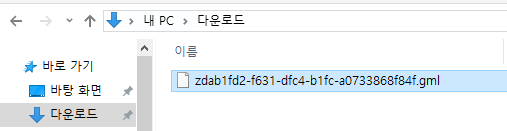 내 PC > 다운로드
이름
바로 가기
zdab1fd2-f631-dfc4-b1fc-a0733868f84f.gml
바탕 화면
다운로드